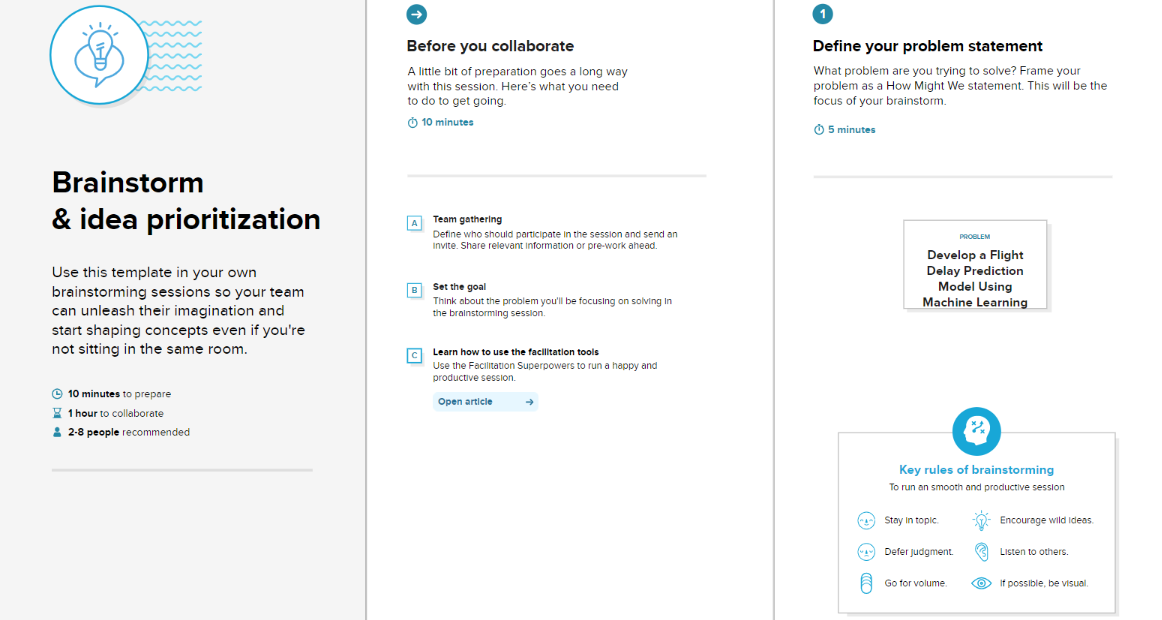 Brainstorm
& idea prioritization
Use this template in your own
brainstorming sessions so your team
can unleash their imagination and
start shaping concepts even if you're
not sitting in the same room.
10 minutes to prepare
1 hour to collaborate
2-8 people recommended
Before you collaborate
A little bit of preparation goes a long way
with this session. Here's what you need
to do to get going.
10 minutes
A
Team gathering
Define who should participate in the session and send an
invite. Share relevant information or pre-work ahead.
B
Set the goal
Think about the problem you'll be focusing on solving in
the brainstorming session.
C
Learn how to use the facilitation tools
Use the Facilitation Superpowers to run a happy and
productive session.
Open article
1
Define your problem statement
What problem are you trying to solve? Frame your
problem as a How Might We statement. This will be the
focus of your brainstorm.
5 minutes
PROBLEM
Develop a Flight
Delay Prediction
Model Using
Machine Learning
Key rules of brainstorming
To run an smooth and productive session
Stay in topic.
Encourage wild ideas.
Defer judgment.
Listen to others.
Go for volume.
If possible, be visual.